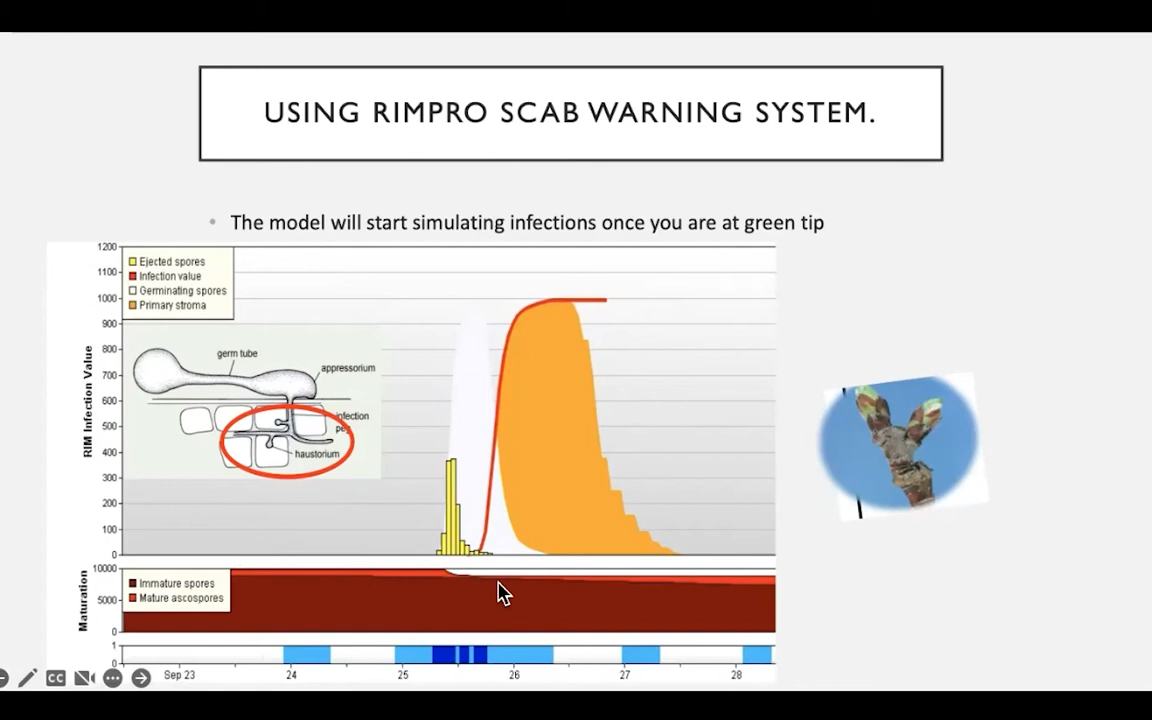 USING RIMPRO SCAB WARNING SYSTEM.
• The model will start simulating infections once you are at green tip
RIM Infection Value
1200
1100
1000
900
800
700
600
500
400
300
200
100
0
Ejected spores
Infection value
Germinating spores
Primary stroma
germ tube
appressorium
infection
peg
haustorium
Maturation
10000
5000
0
Immature spores
Mature ascospores
1
0
Sep 23 24 25 26 27 28
CC